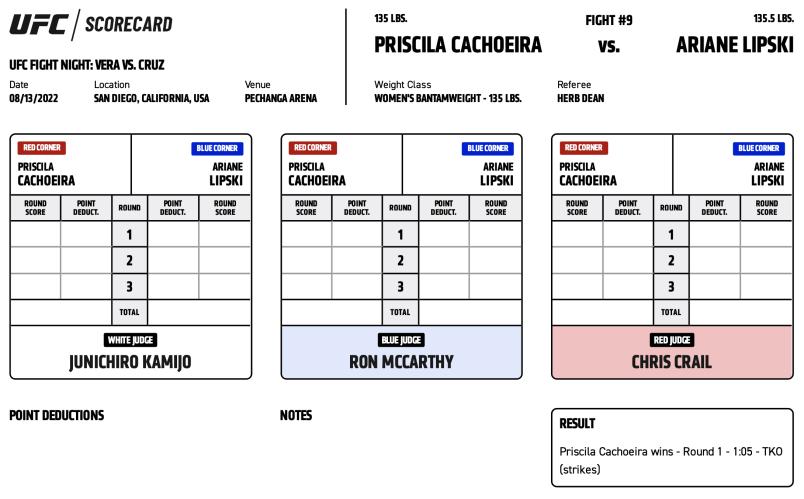 UFC / SCORECARD
UFC FIGHT NIGHT: VERA VS. CRUZ
Date Location Venue
08/13/2022 SAN DIEGO, CALIFORNIA, USA PECHANGA ARENA
135 LBS. FIGHT #9 135.5 LBS.
PRISCILA CACHOEIRA VS. ARIANE LIPSKI
Weight Class Referee
WOMEN'S BANTAMWEIGHT - 135 LBS. HERB DEAN
RED CORNER BLUE CORNER
PRISCILA ARIANE
CACHOEIRA LIPSKI
ROUND POINT ROUND POINT ROUND
SCORE DEDUCT. DEDUCT. SCORE
1
2
3
TOTAL
WHITE JUDGE
JUNICHIRO KAMIJO
RED CORNER BLUE CORNER
PRISCILA ARIANE
CACHOEIRA LIPSKI
ROUND POINT ROUND POINT ROUND
SCORE DEDUCT. DEDUCT. SCORE
1
2
3
TOTAL
BLUE JUDGE
RON MCCARTHY
RED CORNER BLUE CORNER
PRISCILA ARIANE
CACHOEIRA LIPSKI
ROUND POINT ROUND POINT ROUND
SCORE DEDUCT. DEDUCT. SCORE
1
2
3
TOTAL
RED JUDGE
CHRIS CRAIL
POINT DEDUCTIONS
NOTES
RESULT
Priscila Cachoeira wins - Round 1 - 1:05 - TKO
(strikes)